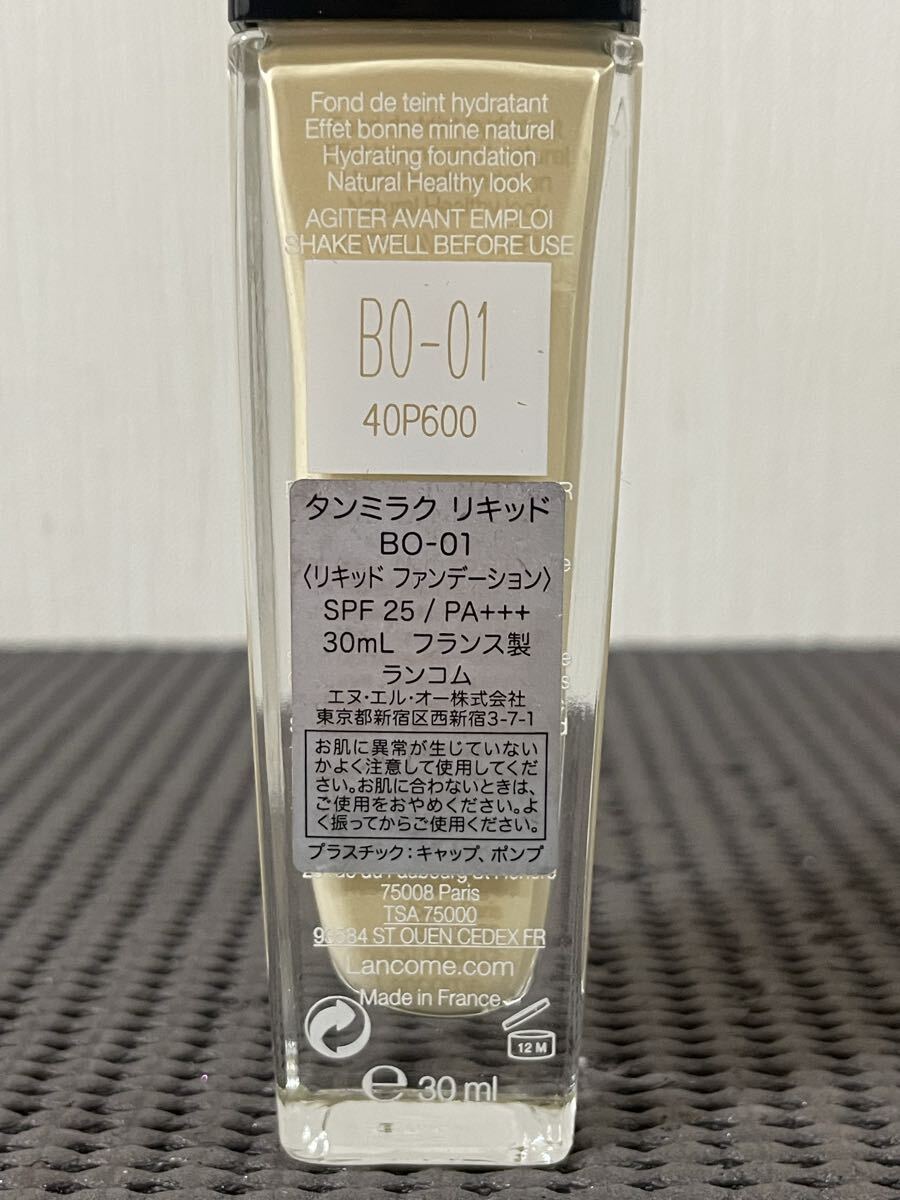 Fond de teint hydratant
Effet bonne mine naturel
Hydrating foundation
Natural Healthy look
AGITER AVANT EMPLOI
SHAKE WELL BEFORE USE
BO-01
40P600
タンミラク リキッド
BO-01
〈リキッド ファンデーション〉
SPF 25 / PA+++
30mL フランス製
ランコム
エヌ・エル・オー株式会社
東京都新宿区西新宿3-7-1
お肌に異常が生じていない
かよく注意して使用してくだ
さい。お肌に合わないときは、
ご使用をおやめください。よ
く振ってからご使用ください。
プラスチック：キャップ、ポンプ
75008 Paris
TSA 75000
ST OUEN CEDEX FR
Lancome.com
Made in France
12 M
e 30 ml